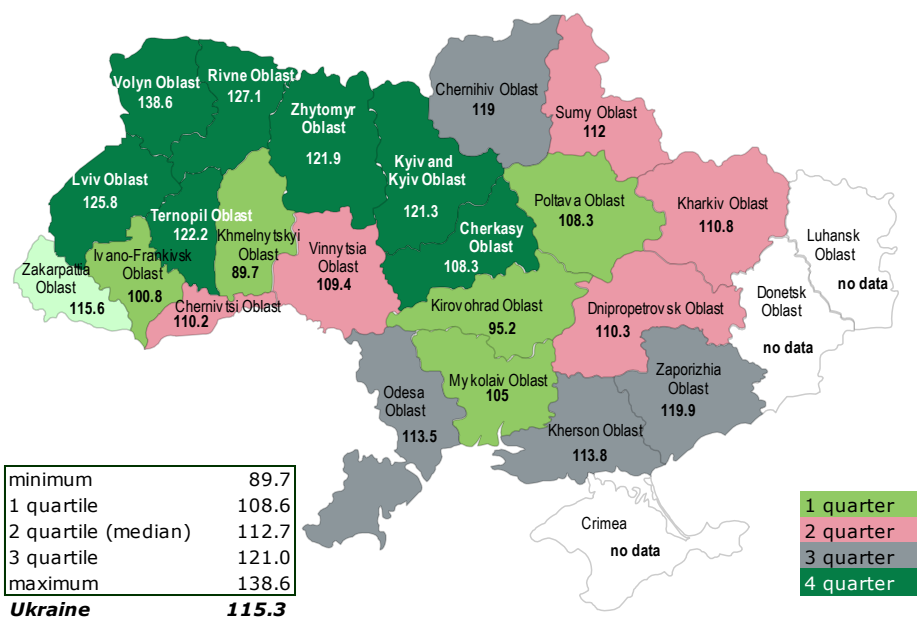 Volyn Oblast
138.6
Rivne Oblast
127.1
Zhytomyr
Oblast
121.9
Chernihiv Oblast
119
Sumy Oblast
112
Kyiv and
Kyiv Oblast
121.3
Lviv Oblast
125.8
Ternopil Oblast
122.2
Khmelnytskyi
Oblast
89.7
Vinnytsia
Oblast
109.4
Cherkasy
Oblast
108.3
Poltava Oblast
108.3
Kharkiv Oblast
110.8
Luhansk
Oblast
no data
Donetsk
Oblast
no data
Zakarpattia
Oblast
115.6
Ivano-Frankivsk
Oblast
100.8
Chernivtsi Oblast
110.2
Kirovohrad Oblast
95.2
Dnipropetrovsk Oblast
110.3
Zaporizhia
Oblast
119.9
Mykolaiv Oblast
105
Odesa
Oblast
113.5
Kherson Oblast
113.8
Crimea
no data
minimum 89.7
1 quartile 108.6
2 quartile (median) 112.7
3 quartile 121.0
maximum 138.6
Ukraine 115.3
1 quarter
2 quarter
3 quarter
4 quarter